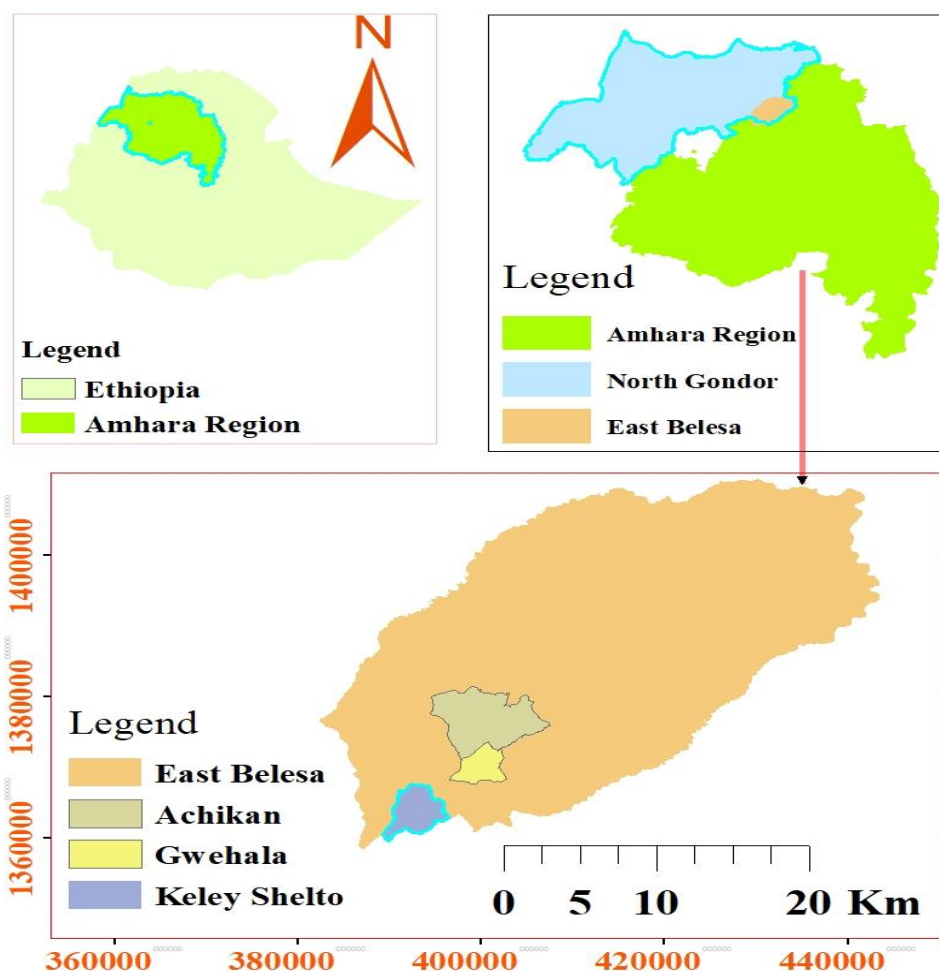 N
Legend
Ethiopia
Amhara Region
Legend
Amhara Region
North Gondor
East Belesa
1400000
1380000
1360000
Legend
East Belesa
Achikan
Gwehala
Keley Shelto
0 5 10 20 Km
360000 380000 400000 420000 440000